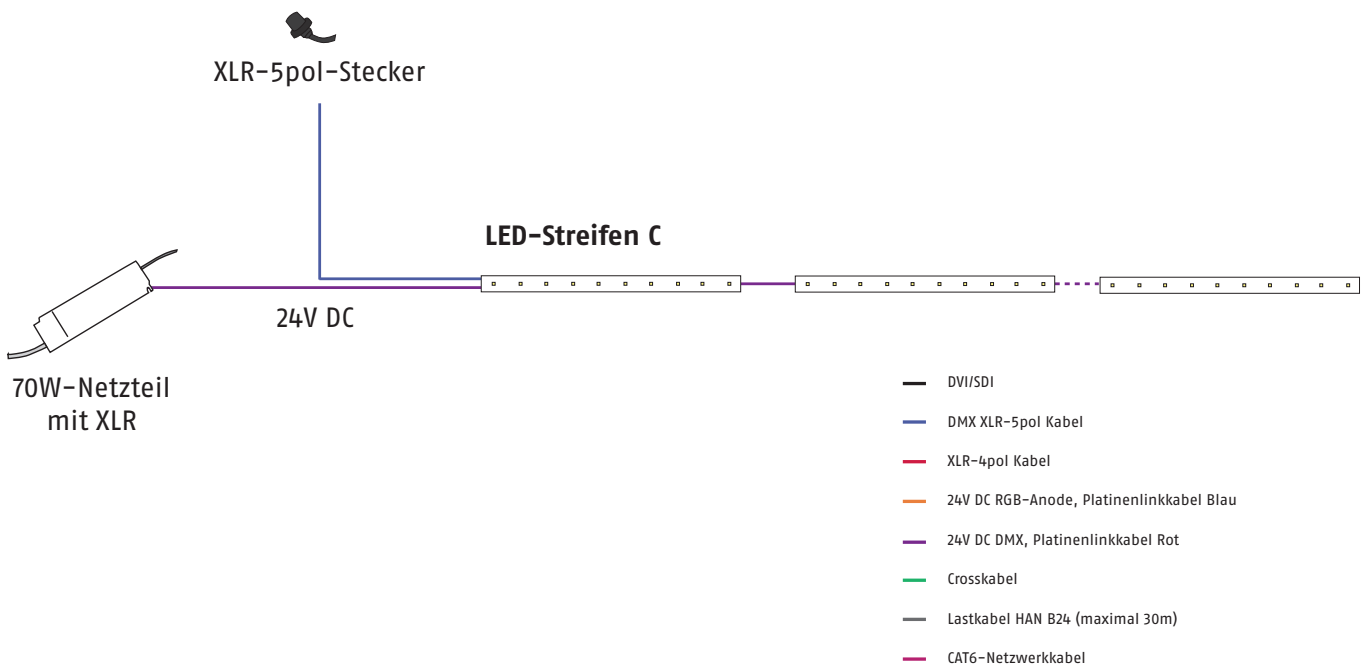 XLR-5pol-Stecker
LED-Streifen C
24V DC
70W-Netzteil
mit XLR
DVI/SDI
DMX XLR-5pol Kabel
XLR-4pol Kabel
24V DC RGB-Anode, Platinenlinkkabel Blau
24V DC DMX, Platinenlinkkabel Rot
Crosskabel
Lastkabel HAN B24 (maximal 30m)
CAT6-Netzwerkkabel